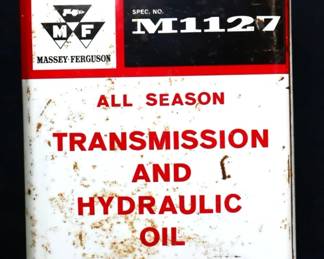 SPEC. NO.
M1127
MF
MASSEY-FERGUSON
ALL SEASON
TRANSMISSION
AND
HYDRAULIC
OIL